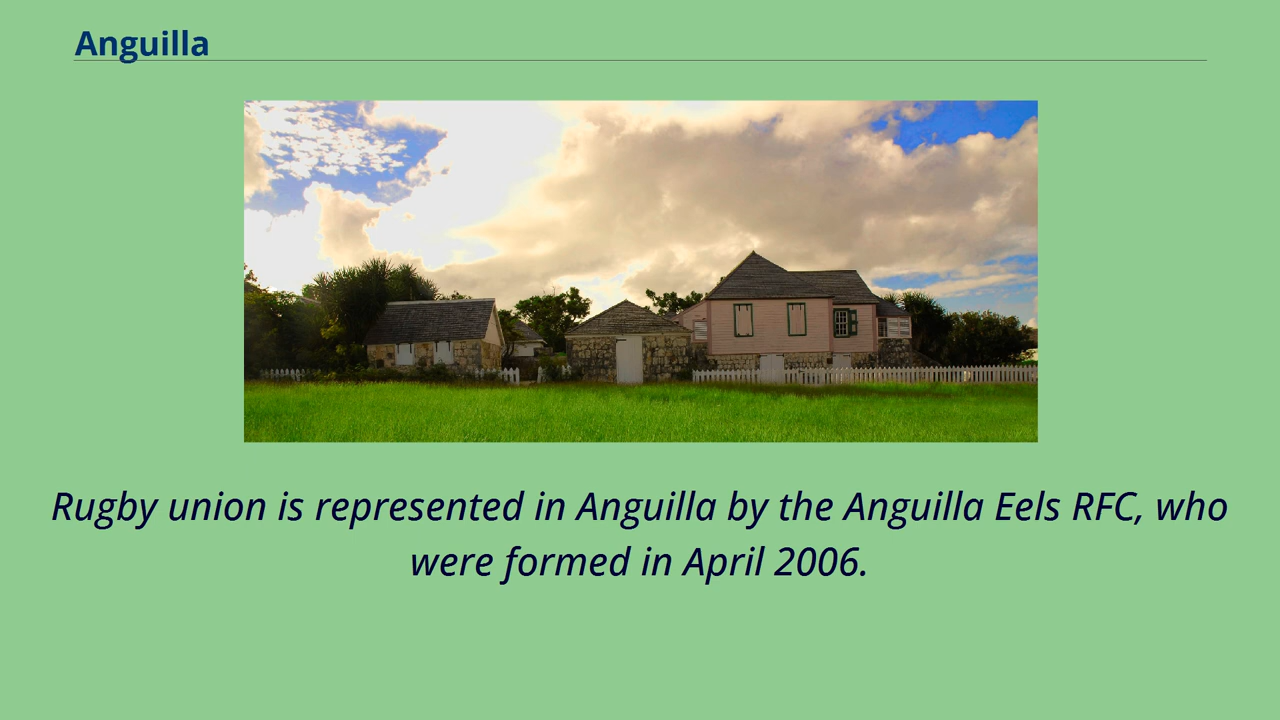 Anguilla
Rugby union is represented in Anguilla by the Anguilla Eels RFC, who
were formed in April 2006.